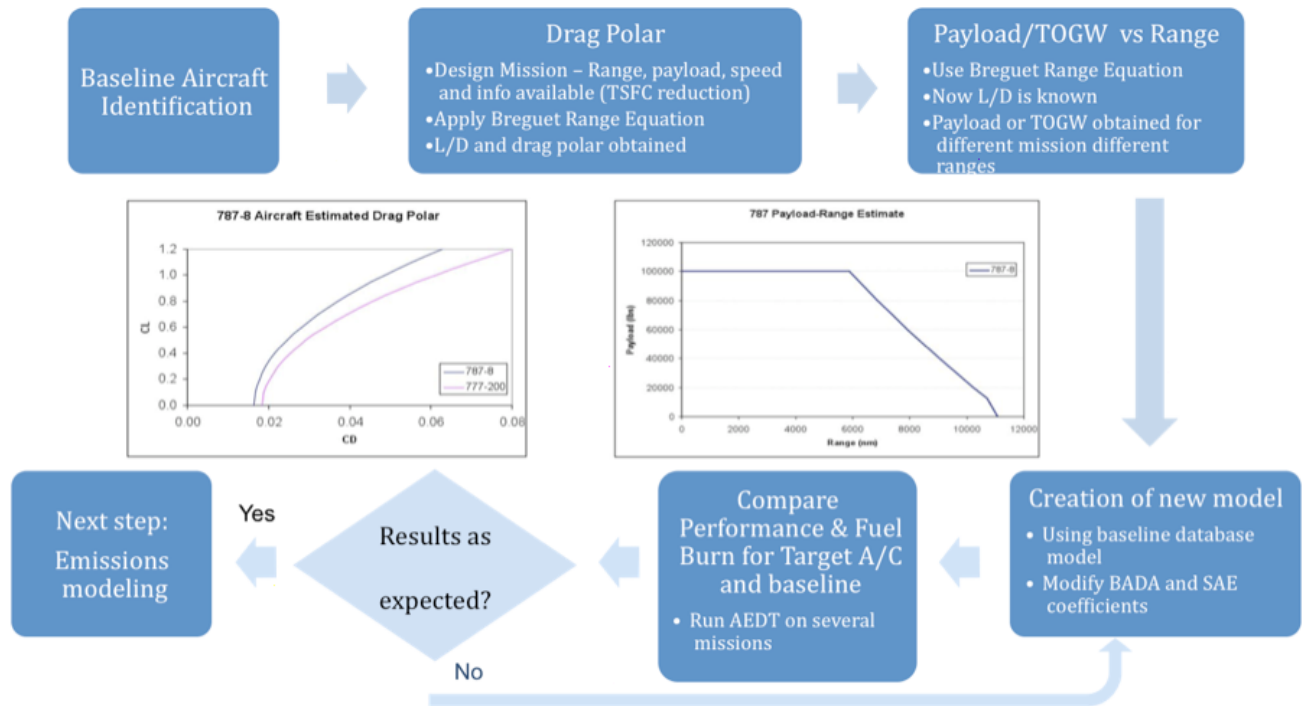 Baseline Aircraft
Identification
Drag Polar
•Design Mission – Range, payload, speed
and info available (TSFC reduction)
•Apply Breguet Range Equation
•L/D and drag polar obtained
Payload/TOGW vs Range
•Use Breguet Range Equation
•Now L/D is known
•Payload or TOGW obtained for
different mission different
ranges
787-8 Aircraft Estimated Drag Polar
CL
1.2
1.0
0.8
0.6
0.4
0.2
0.0
0.00
0.02
0.04
0.06
0.08
CD
787-8
777-200
787 Payload-Range Estimate
Payload (lbs)
120000
100000
80000
60000
40000
20000
0
0
2000
4000
6000
8000
10000
12000
Range (nm)
787-8
Creation of new model
• Using baseline database
model
• Modify BADA and SAE
coefficients
Compare
Performance & Fuel
Burn for Target A/C
and baseline
• Run AEDT on several
missions
Results as
expected?
Yes
No
Next step:
Emissions
modeling